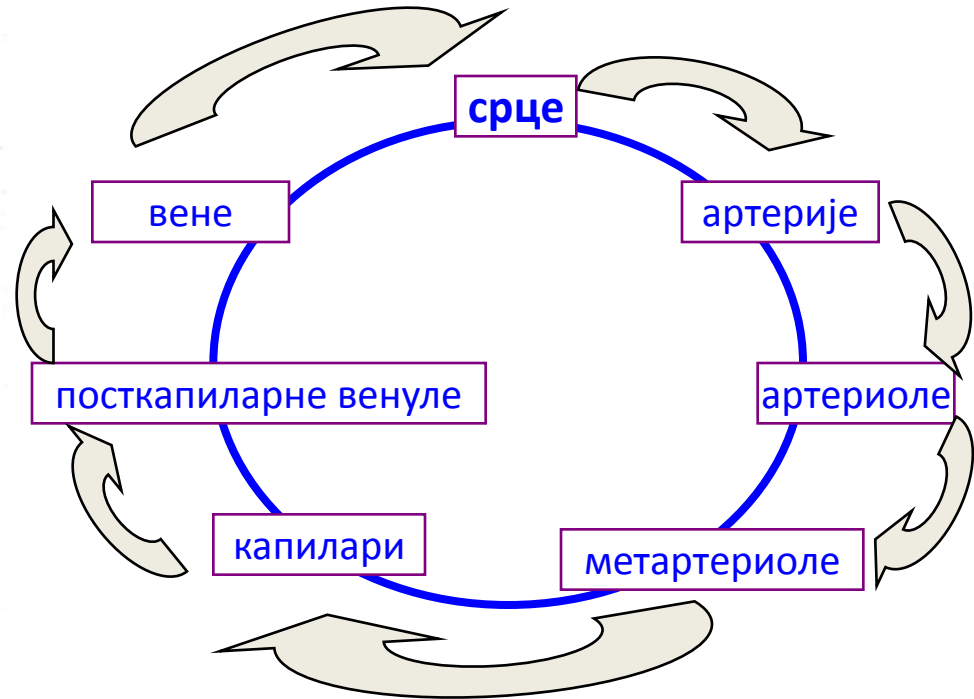 срце
вене
артерије
посткапиларне венуле
артериоле
капилари
метартериоле